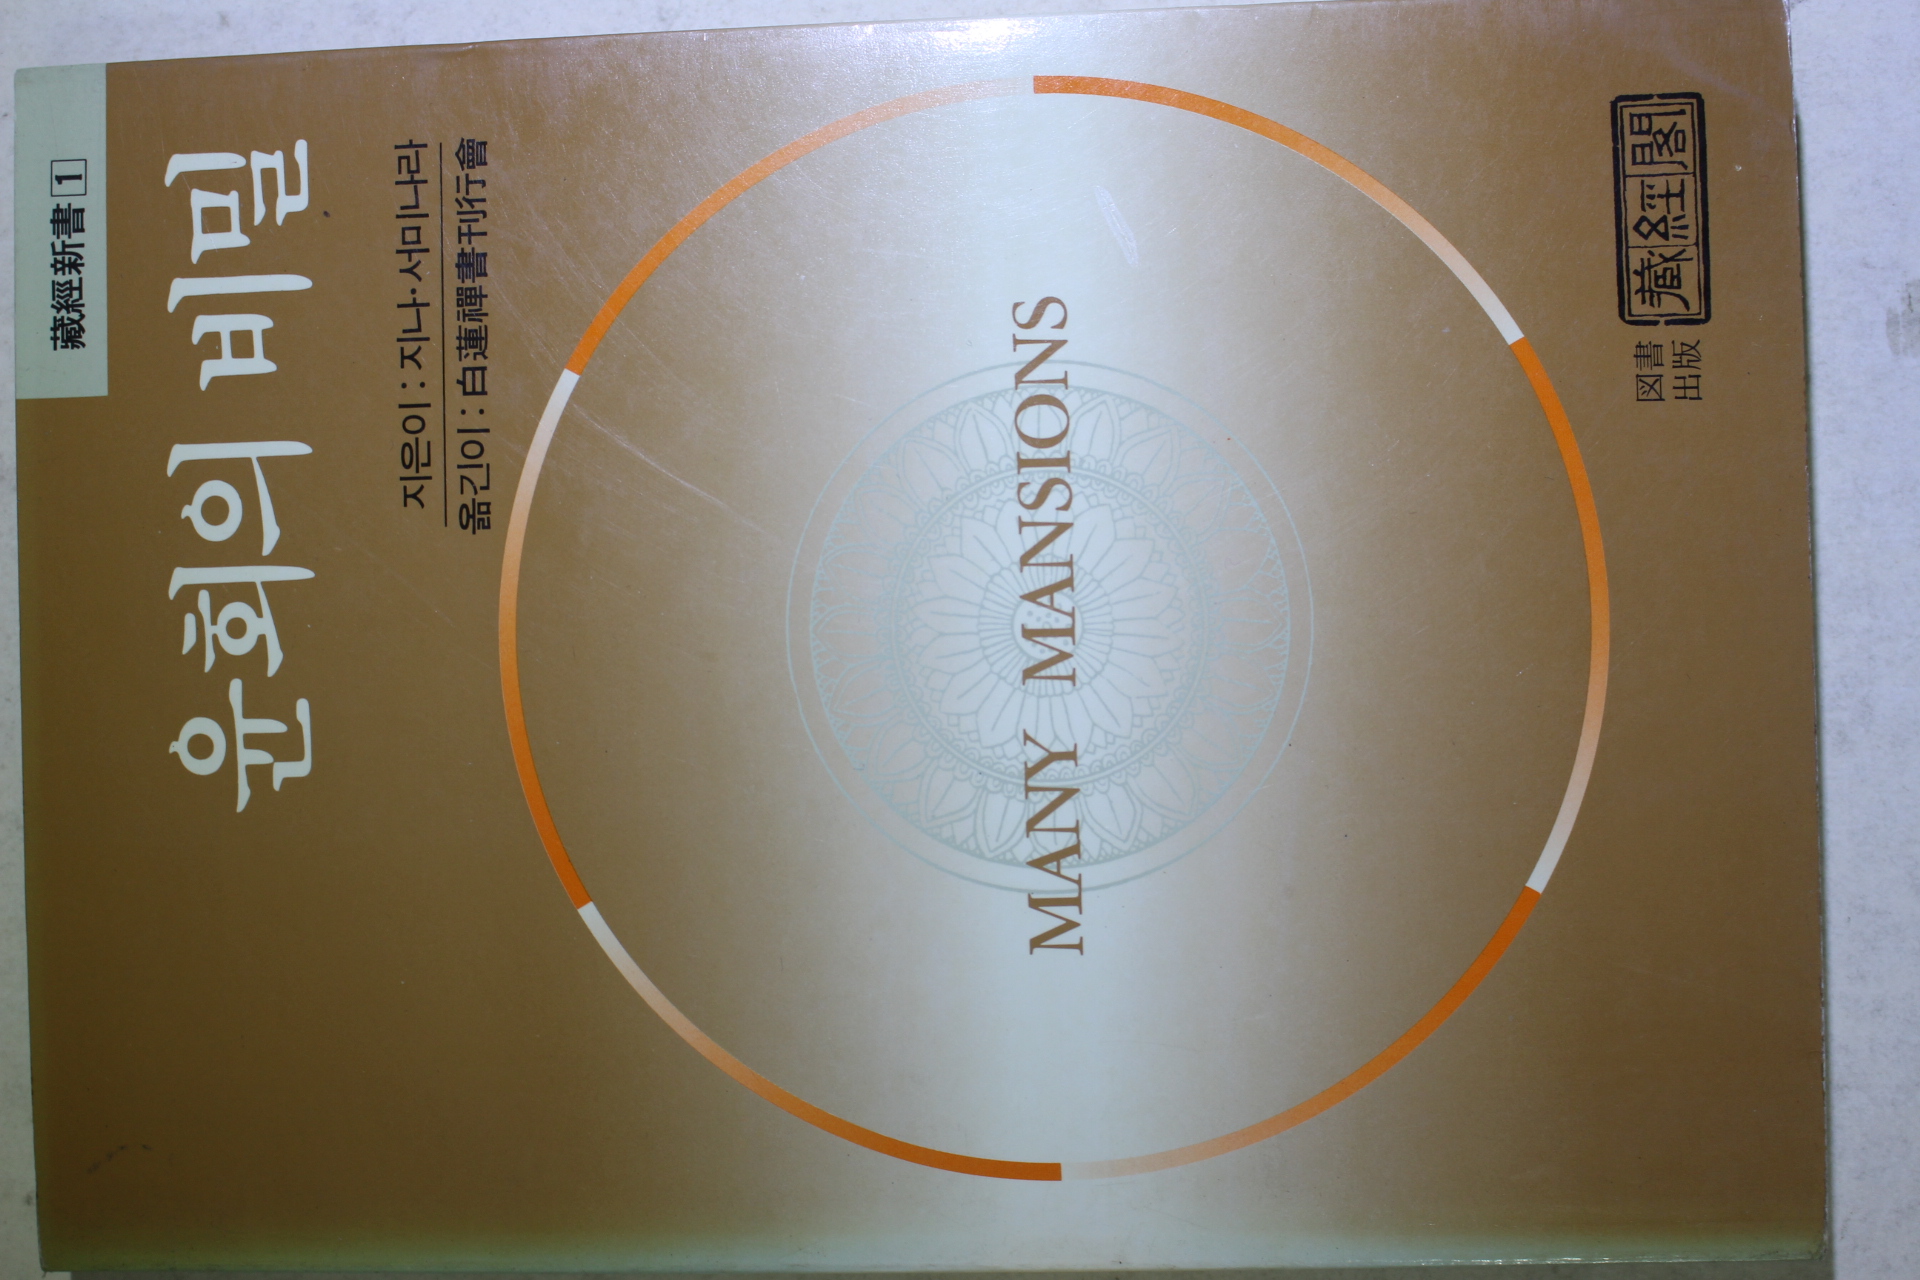 藏經新書 1
윤회의 비밀
지은이 : 지나·서미나라
옮긴이 : 白蓮禪書刊行會
MANY MANSIONS
図書
出版
藏經閣